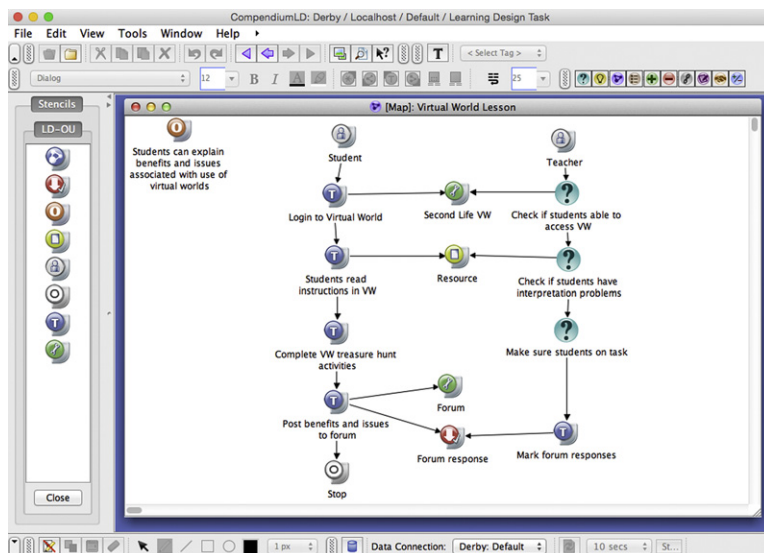 CompendiumLD: Derby / Localhost / Default / Learning Design Task
File Edit View Tools Window Help
T < Select Tag >
Dialog 12 B I A 25
Stencils
LD-OU
Close
[Map]: Virtual World Lesson
Students can explain
benefits and issues
associated with use of
virtual worlds
Student
Teacher
Login to Virtual World
Second Life VW
Check if students able to
access VW
Students read
instructions in VW
Resource
Check if students have
interpretation problems
Complete VW treasure hunt
activities
Make sure students on task
Post benefits and issues
to forum
Forum
Forum response
Mark forum responses
Stop
1 px Data Connection: Derby: Default 10 secs St...